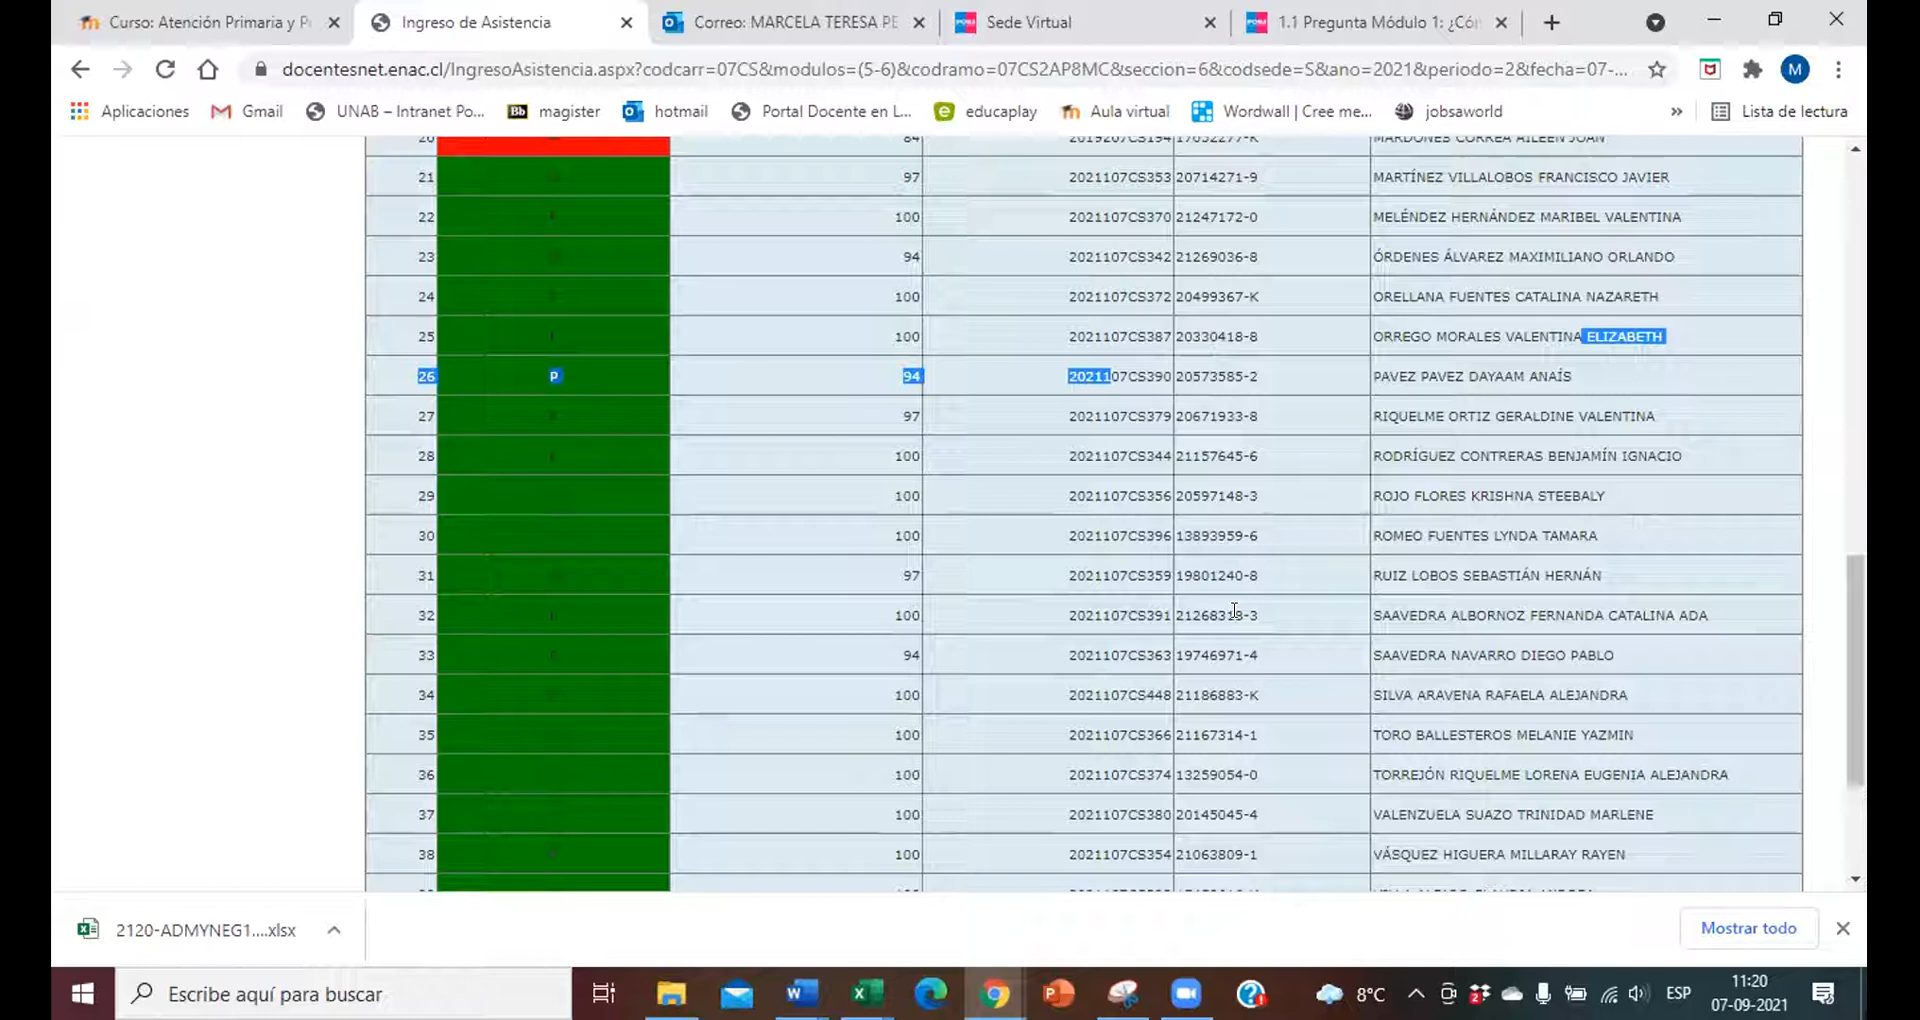 Curso: Atención Primaria y P
Ingreso de Asistencia
Correo: MARCELA TERESA PE
Sede Virtual
1.1 Pregunta Módulo 1: ¿Cón
docentesnet.enac.cl/IngresoAsistencia.aspx?codcarr=07CS&modulos=(5-6)&codramo=07CS2AP8MC&seccion=6&codsede=S&ano=2021&periodo=2&fecha=07-...
M
Aplicaciones
Gmail
UNAB – Intranet Po...
Bb magister
hotmail
Portal Docente en L...
educaplay
Aula virtual
Wordwall | Cree me...
jobsaworld
»
Lista de lectura
20 84 2019207CS194 17032277-K MARDONES CORREA AILEEN JOAN
21 97 2021107CS353 20714271-9 MARTÍNEZ VILLALOBOS FRANCISCO JAVIER
22 100 2021107CS370 21247172-0 MELÉNDEZ HERNÁNDEZ MARIBEL VALENTINA
23 94 2021107CS342 21269036-8 ÓRDENES ÁLVAREZ MAXIMILIANO ORLANDO
24 100 2021107CS372 20499367-K ORELLANA FUENTES CATALINA NAZARETH
25 100 2021107CS387 20330418-8 ORREGO MORALES VALENTINA ELIZABETH
26 P 94 2021107CS390 20573585-2 PAVEZ PAVEZ DAYAAM ANAÍS
27 97 2021107CS379 20671933-8 RIQUELME ORTIZ GERALDINE VALENTINA
28 100 2021107CS344 21157645-6 RODRÍGUEZ CONTRERAS BENJAMÍN IGNACIO
29 100 2021107CS356 20597148-3 ROJO FLORES KRISHNA STEEBALY
30 100 2021107CS396 13893959-6 ROMEO FUENTES LYNDA TAMARA
31 97 2021107CS359 19801240-8 RUIZ LOBOS SEBASTIÁN HERNÁN
32 100 2021107CS391 21268318-3 SAAVEDRA ALBORNOZ FERNANDA CATALINA ADA
33 94 2021107CS363 19746971-4 SAAVEDRA NAVARRO DIEGO PABLO
34 100 2021107CS448 21186883-K SILVA ARAVENA RAFAELA ALEJANDRA
35 100 2021107CS366 21167314-1 TORO BALLESTEROS MELANIE YAZMIN
36 100 2021107CS374 13259054-0 TORREJÓN RIQUELME LORENA EUGENIA ALEJANDRA
37 100 2021107CS380 20145045-4 VALENZUELA SUAZO TRINIDAD MARLENE
38 100 2021107CS354 21063809-1 VÁSQUEZ HIGUERA MILLARAY RAYEN
2120-ADMYNEG1....xlsx
Mostrar todo
Escribe aquí para buscar
8°C
ESP
11:20
07-09-2021